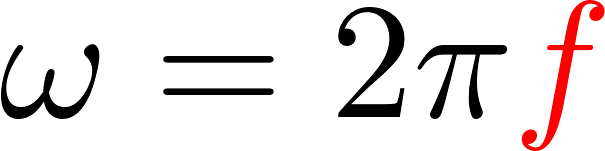 ω = 2πf